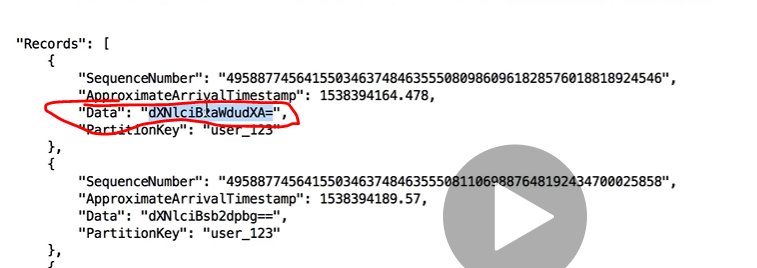 "Records": [
{
"SequenceNumber": "49588774564155034637484635550809860961828576018818924546",
"ApproximateArrivalTimestamp": 1538394164.478,
"Data": "dXNlciBzaWdudXA=",
"PartitionKey": "user_123"
},
{
"SequenceNumber": "49588774564155034637484635550811069887648192434700025858",
"ApproximateArrivalTimestamp": 1538394189.57,
"Data": "dXNlciBsb2dpbg==",
"PartitionKey": "user_123"
},
{